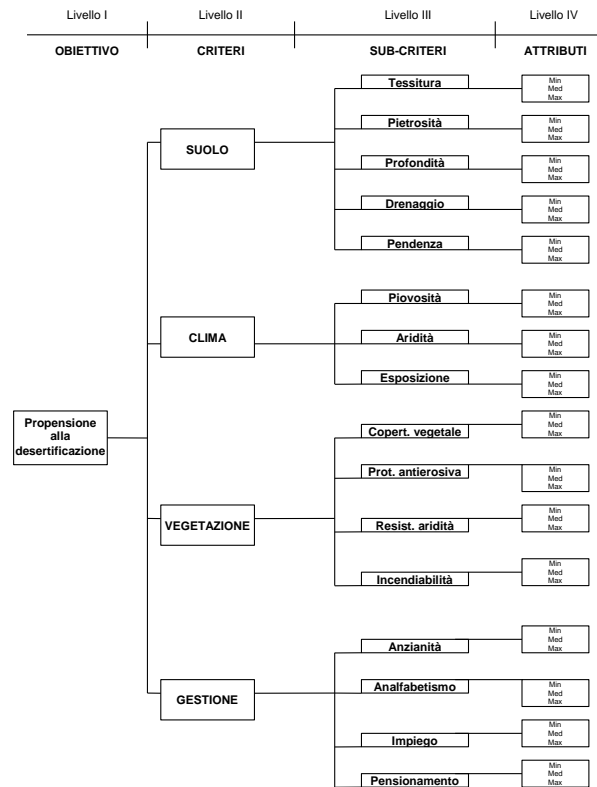 Livello I
Livello II
Livello III
Livello IV
OBIETTIVO
CRITERI
SUB-CRITERI
ATTRIBUTI
Propensione
alla
desertificazione
SUOLO
Tessitura
Min
Med
Max
Pietrosità
Min
Med
Max
Profondità
Min
Med
Max
Drenaggio
Min
Med
Max
Pendenza
Min
Med
Max
CLIMA
Piovosità
Min
Med
Max
Aridità
Min
Med
Max
Esposizione
Min
Med
Max
VEGETAZIONE
Copert. vegetale
Min
Med
Max
Prot. antierosiva
Min
Med
Max
Resist. aridità
Min
Med
Max
Incendiabilità
Min
Med
Max
GESTIONE
Anzianità
Min
Med
Max
Analfabetismo
Min
Med
Max
Impiego
Min
Med
Max
Pensionamento
Min
Med
Max